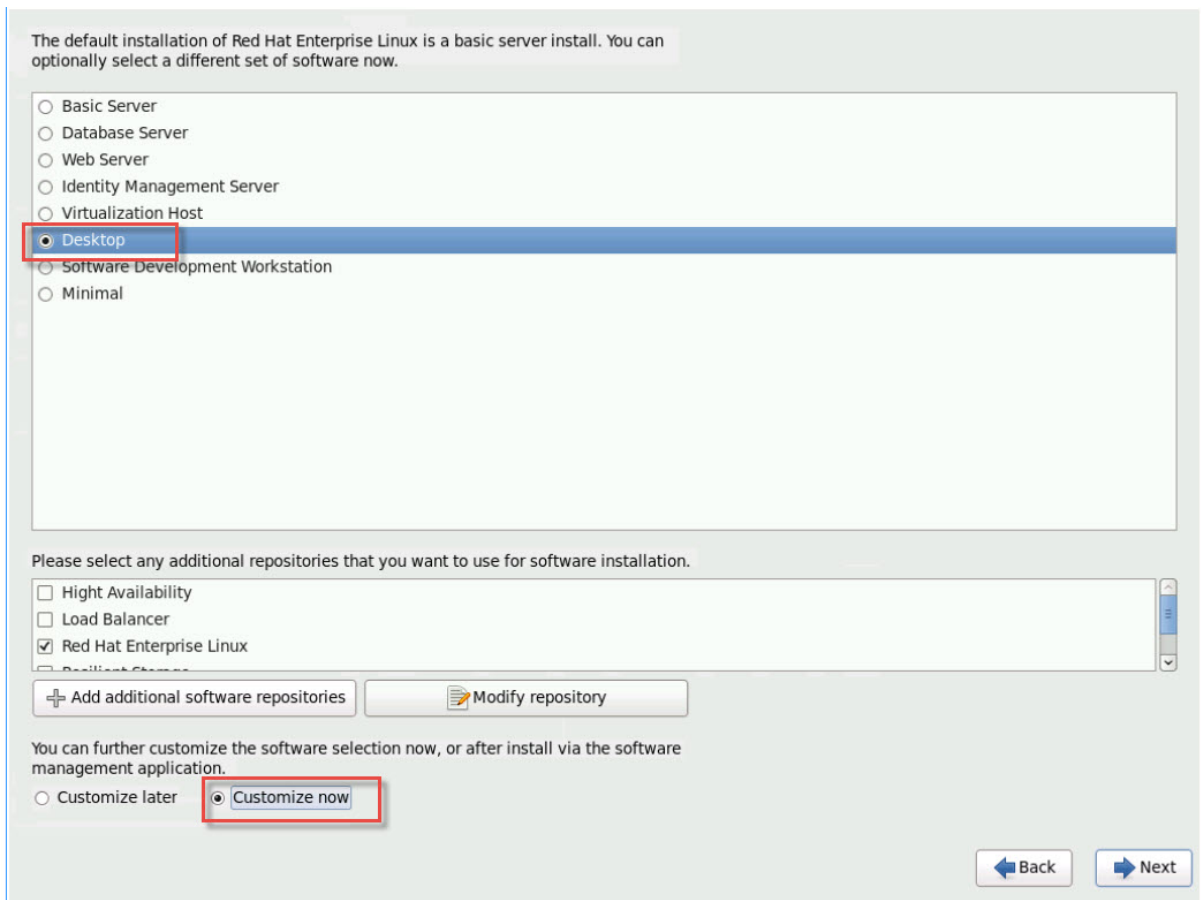 The default installation of Red Hat Enterprise Linux is a basic server install. You can
optionally select a different set of software now.
Basic Server
Database Server
Web Server
Identity Management Server
Virtualization Host
Desktop
Software Development Workstation
Minimal
Please select any additional repositories that you want to use for software installation.
Hight Availability
Load Balancer
Red Hat Enterprise Linux
Resilient Storage
Add additional software repositories
Modify repository
You can further customize the software selection now, or after install via the software
management application.
Customize later
Customize now
Back
Next